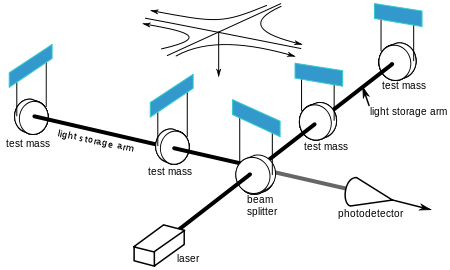 test mass
light storage arm
test mass
light storage arm
test mass
test mass
beam
splitter
photodetector
laser